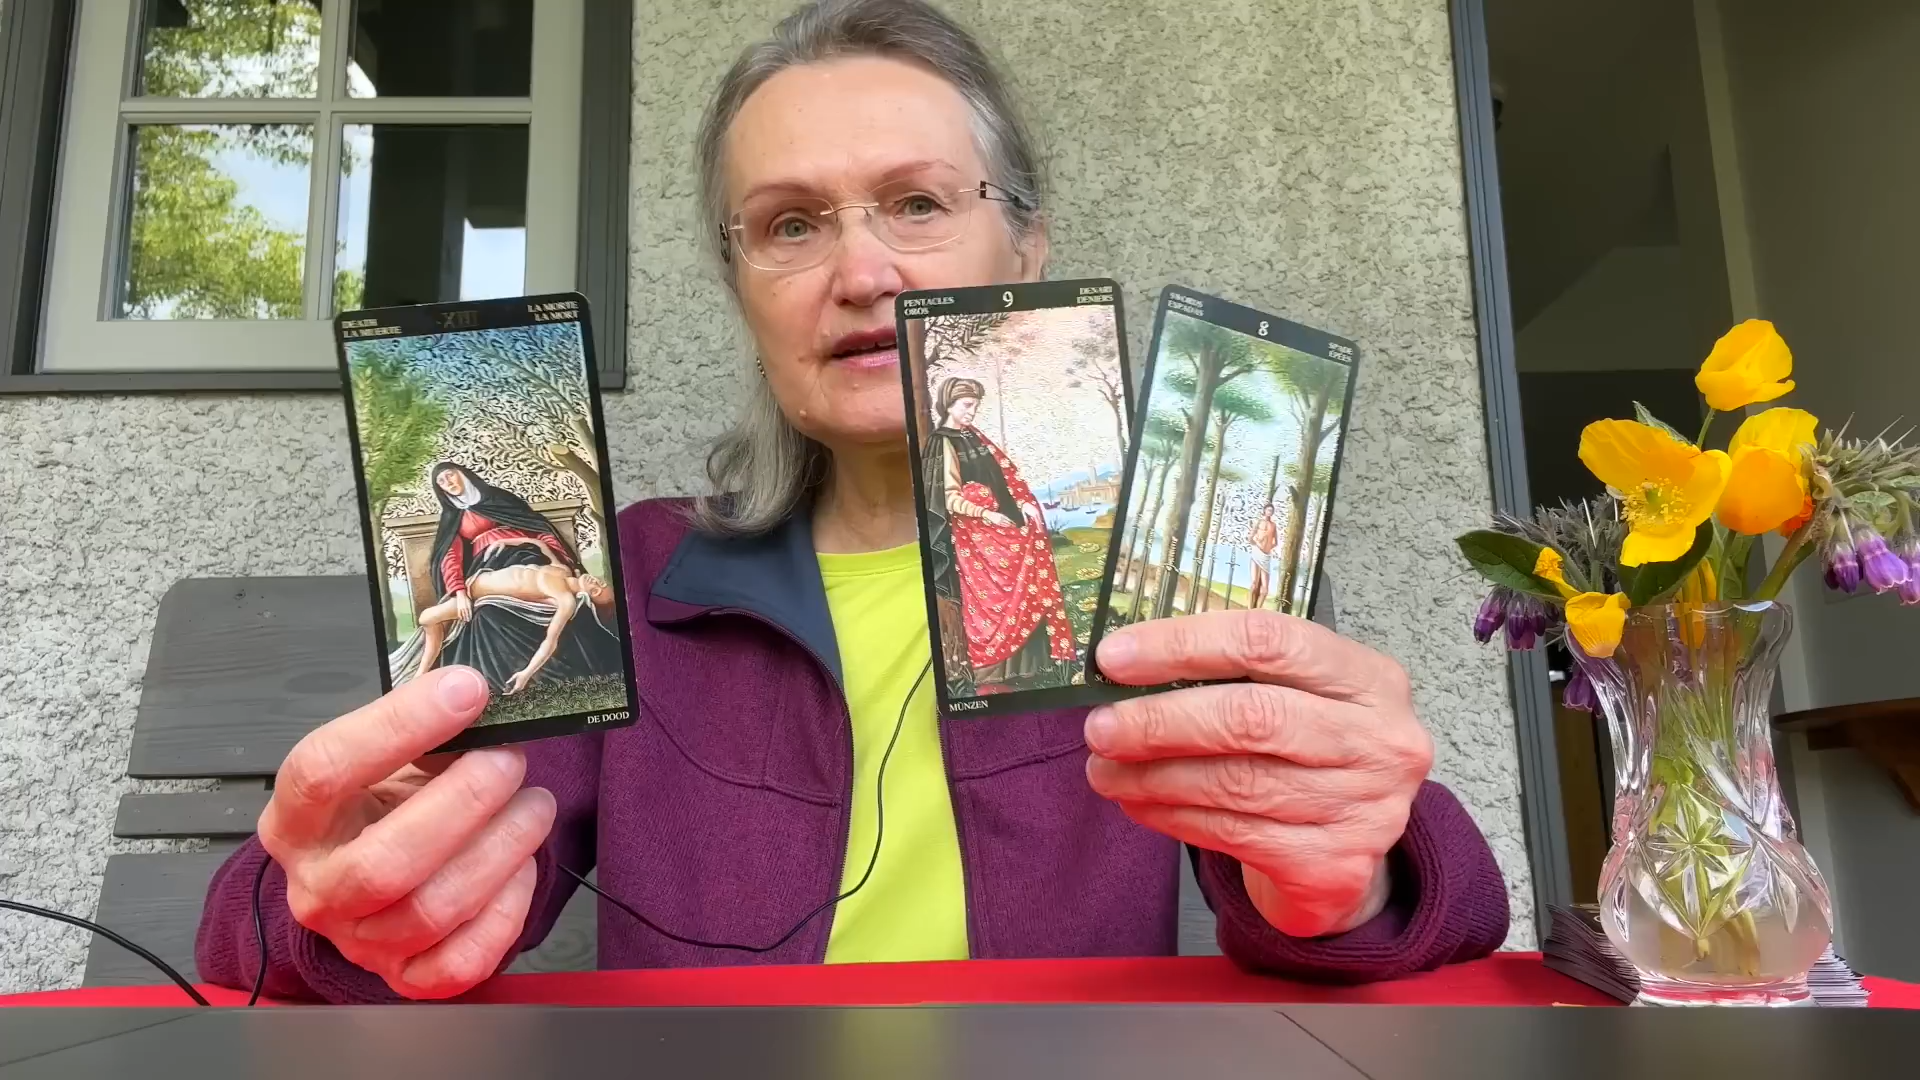 DEATH
LA MUERTE
XIII
LA MORTE
LA MORT
DE DOOD
PENTACLES
OROS
9
DENARI
DENIERS
MÜNZEN
SWORDS
ESPADAS
8
SPADE
ÉPÉES